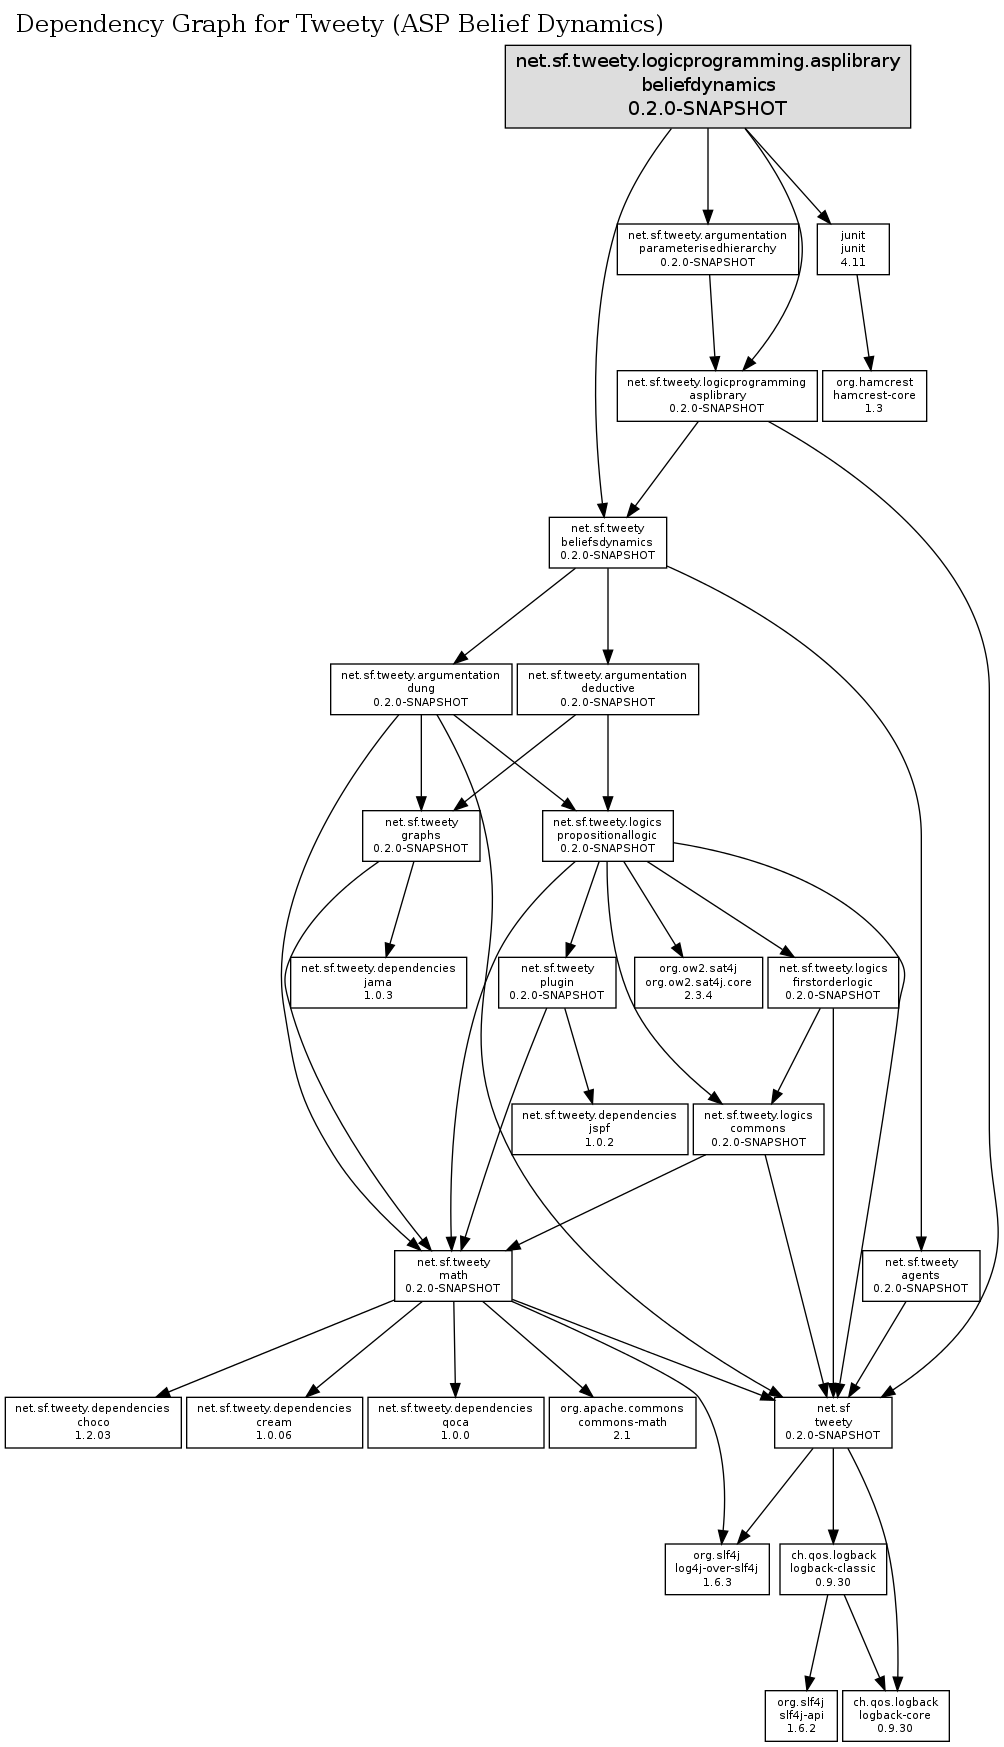 Dependency Graph for Tweety (ASP Belief Dynamics)
net.sf.tweety.logicprogramming.asplibrary
beliefdynamics
0.2.0-SNAPSHOT
net.sf.tweety.argumentation
parameterisedhierarchy
0.2.0-SNAPSHOT
junit
junit
4.11
net.sf.tweety.logicprogramming
asplibrary
0.2.0-SNAPSHOT
org.hamcrest
hamcrest-core
1.3
net.sf.tweety
beliefsdynamics
0.2.0-SNAPSHOT
net.sf.tweety.argumentation
dung
0.2.0-SNAPSHOT
net.sf.tweety.argumentation
deductive
0.2.0-SNAPSHOT
net.sf.tweety
graphs
0.2.0-SNAPSHOT
net.sf.tweety.logics
propositionallogic
0.2.0-SNAPSHOT
net.sf.tweety.dependencies
jama
1.0.3
net.sf.tweety
plugin
0.2.0-SNAPSHOT
org.ow2.sat4j
org.ow2.sat4j.core
2.3.4
net.sf.tweety.logics
firstorderlogic
0.2.0-SNAPSHOT
net.sf.tweety.dependencies
jspf
1.0.2
net.sf.tweety.logics
commons
0.2.0-SNAPSHOT
net.sf.tweety
math
0.2.0-SNAPSHOT
net.sf.tweety
agents
0.2.0-SNAPSHOT
net.sf.tweety.dependencies
choco
1.2.03
net.sf.tweety.dependencies
cream
1.0.06
net.sf.tweety.dependencies
qoca
1.0.0
org.apache.commons
commons-math
2.1
net.sf
tweety
0.2.0-SNAPSHOT
org.slf4j
log4j-over-slf4j
1.6.3
ch.qos.logback
logback-classic
0.9.30
org.slf4j
slf4j-api
1.6.2
ch.qos.logback
logback-core
0.9.30